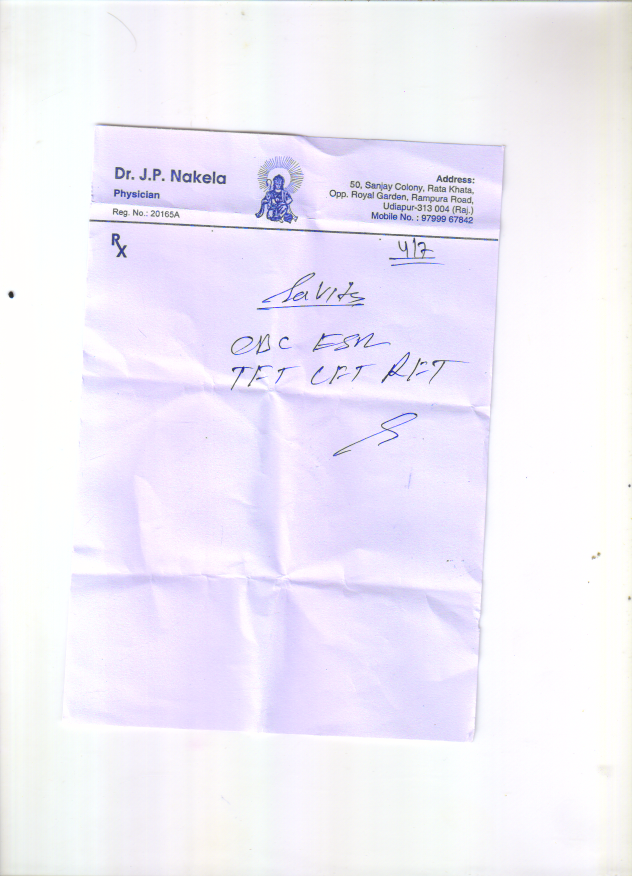 Dr. J.P. Nakela
Physician
Reg. No.: 20165A
Address:
50, Sanjay Colony, Rata Khata,
Opp. Royal Garden, Rampura Road,
Udiapur-313 004 (Raj.)
Mobile No. : 97999 67842
Rx
4/7
Savita
CBC ESR
TFT LFT RFT